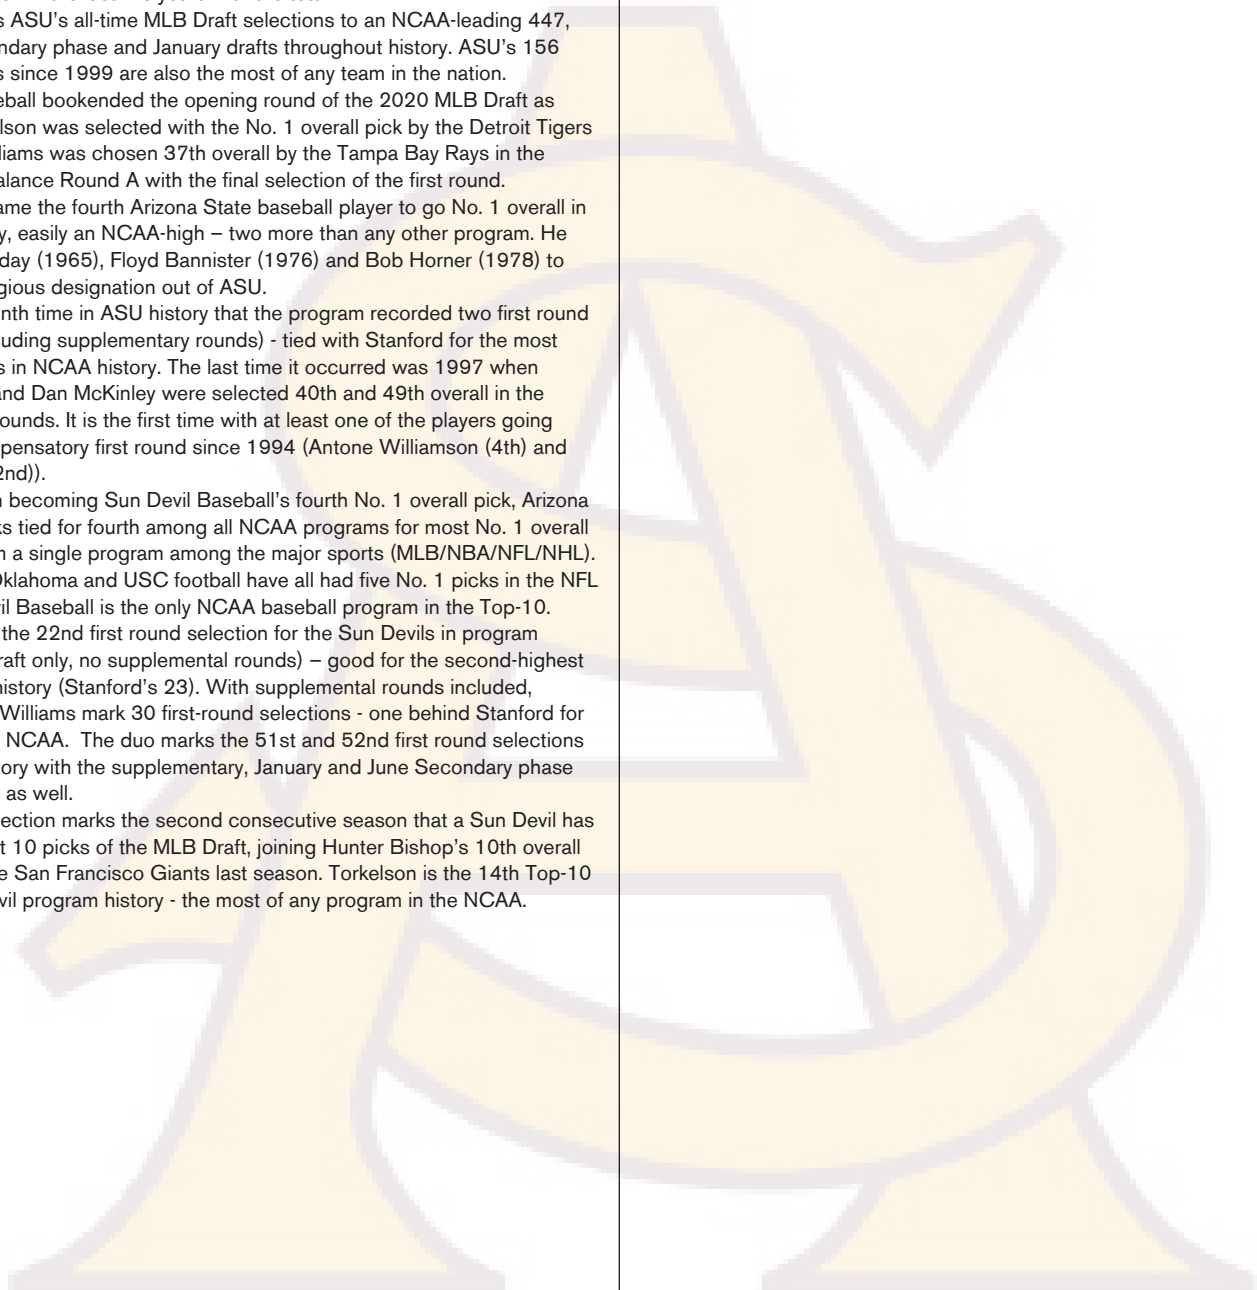 s ASU's all-time MLB Draft selections to an NCAA-leading 447,
ndary phase and January drafts throughout history. ASU's 156
s since 1999 are also the most of any team in the nation.
eball bookended the opening round of the 2020 MLB Draft as
lson was selected with the No. 1 overall pick by the Detroit Tigers
liams was chosen 37th overall by the Tampa Bay Rays in the
alance Round A with the final selection of the first round.
ame the fourth Arizona State baseball player to go No. 1 overall in
y, easily an NCAA-high – two more than any other program. He
day (1965), Floyd Bannister (1976) and Bob Horner (1978) to
gious designation out of ASU.
nth time in ASU history that the program recorded two first round
uding supplementary rounds) - tied with Stanford for the most
s in NCAA history. The last time it occurred was 1997 when
and Dan McKinley were selected 40th and 49th overall in the
ounds. It is the first time with at least one of the players going
pensatory first round since 1994 (Antone Williamson (4th) and
2nd)).
n becoming Sun Devil Baseball's fourth No. 1 overall pick, Arizona
ks tied for fourth among all NCAA programs for most No. 1 overall
m a single program among the major sports (MLB/NBA/NFL/NHL).
Oklahoma and USC football have all had five No. 1 picks in the NFL
vil Baseball is the only NCAA baseball program in the Top-10.
the 22nd first round selection for the Sun Devils in program
raft only, no supplemental rounds) – good for the second-highest
history (Stanford's 23). With supplemental rounds included,
Williams mark 30 first-round selections - one behind Stanford for
NCAA.  The duo marks the 51st and 52nd first round selections
ory with the supplementary, January and June Secondary phase
as well.
ection marks the second consecutive season that a Sun Devil has
t 10 picks of the MLB Draft, joining Hunter Bishop's 10th overall
e San Francisco Giants last season. Torkelson is the 14th Top-10
vil program history - the most of any program in the NCAA.